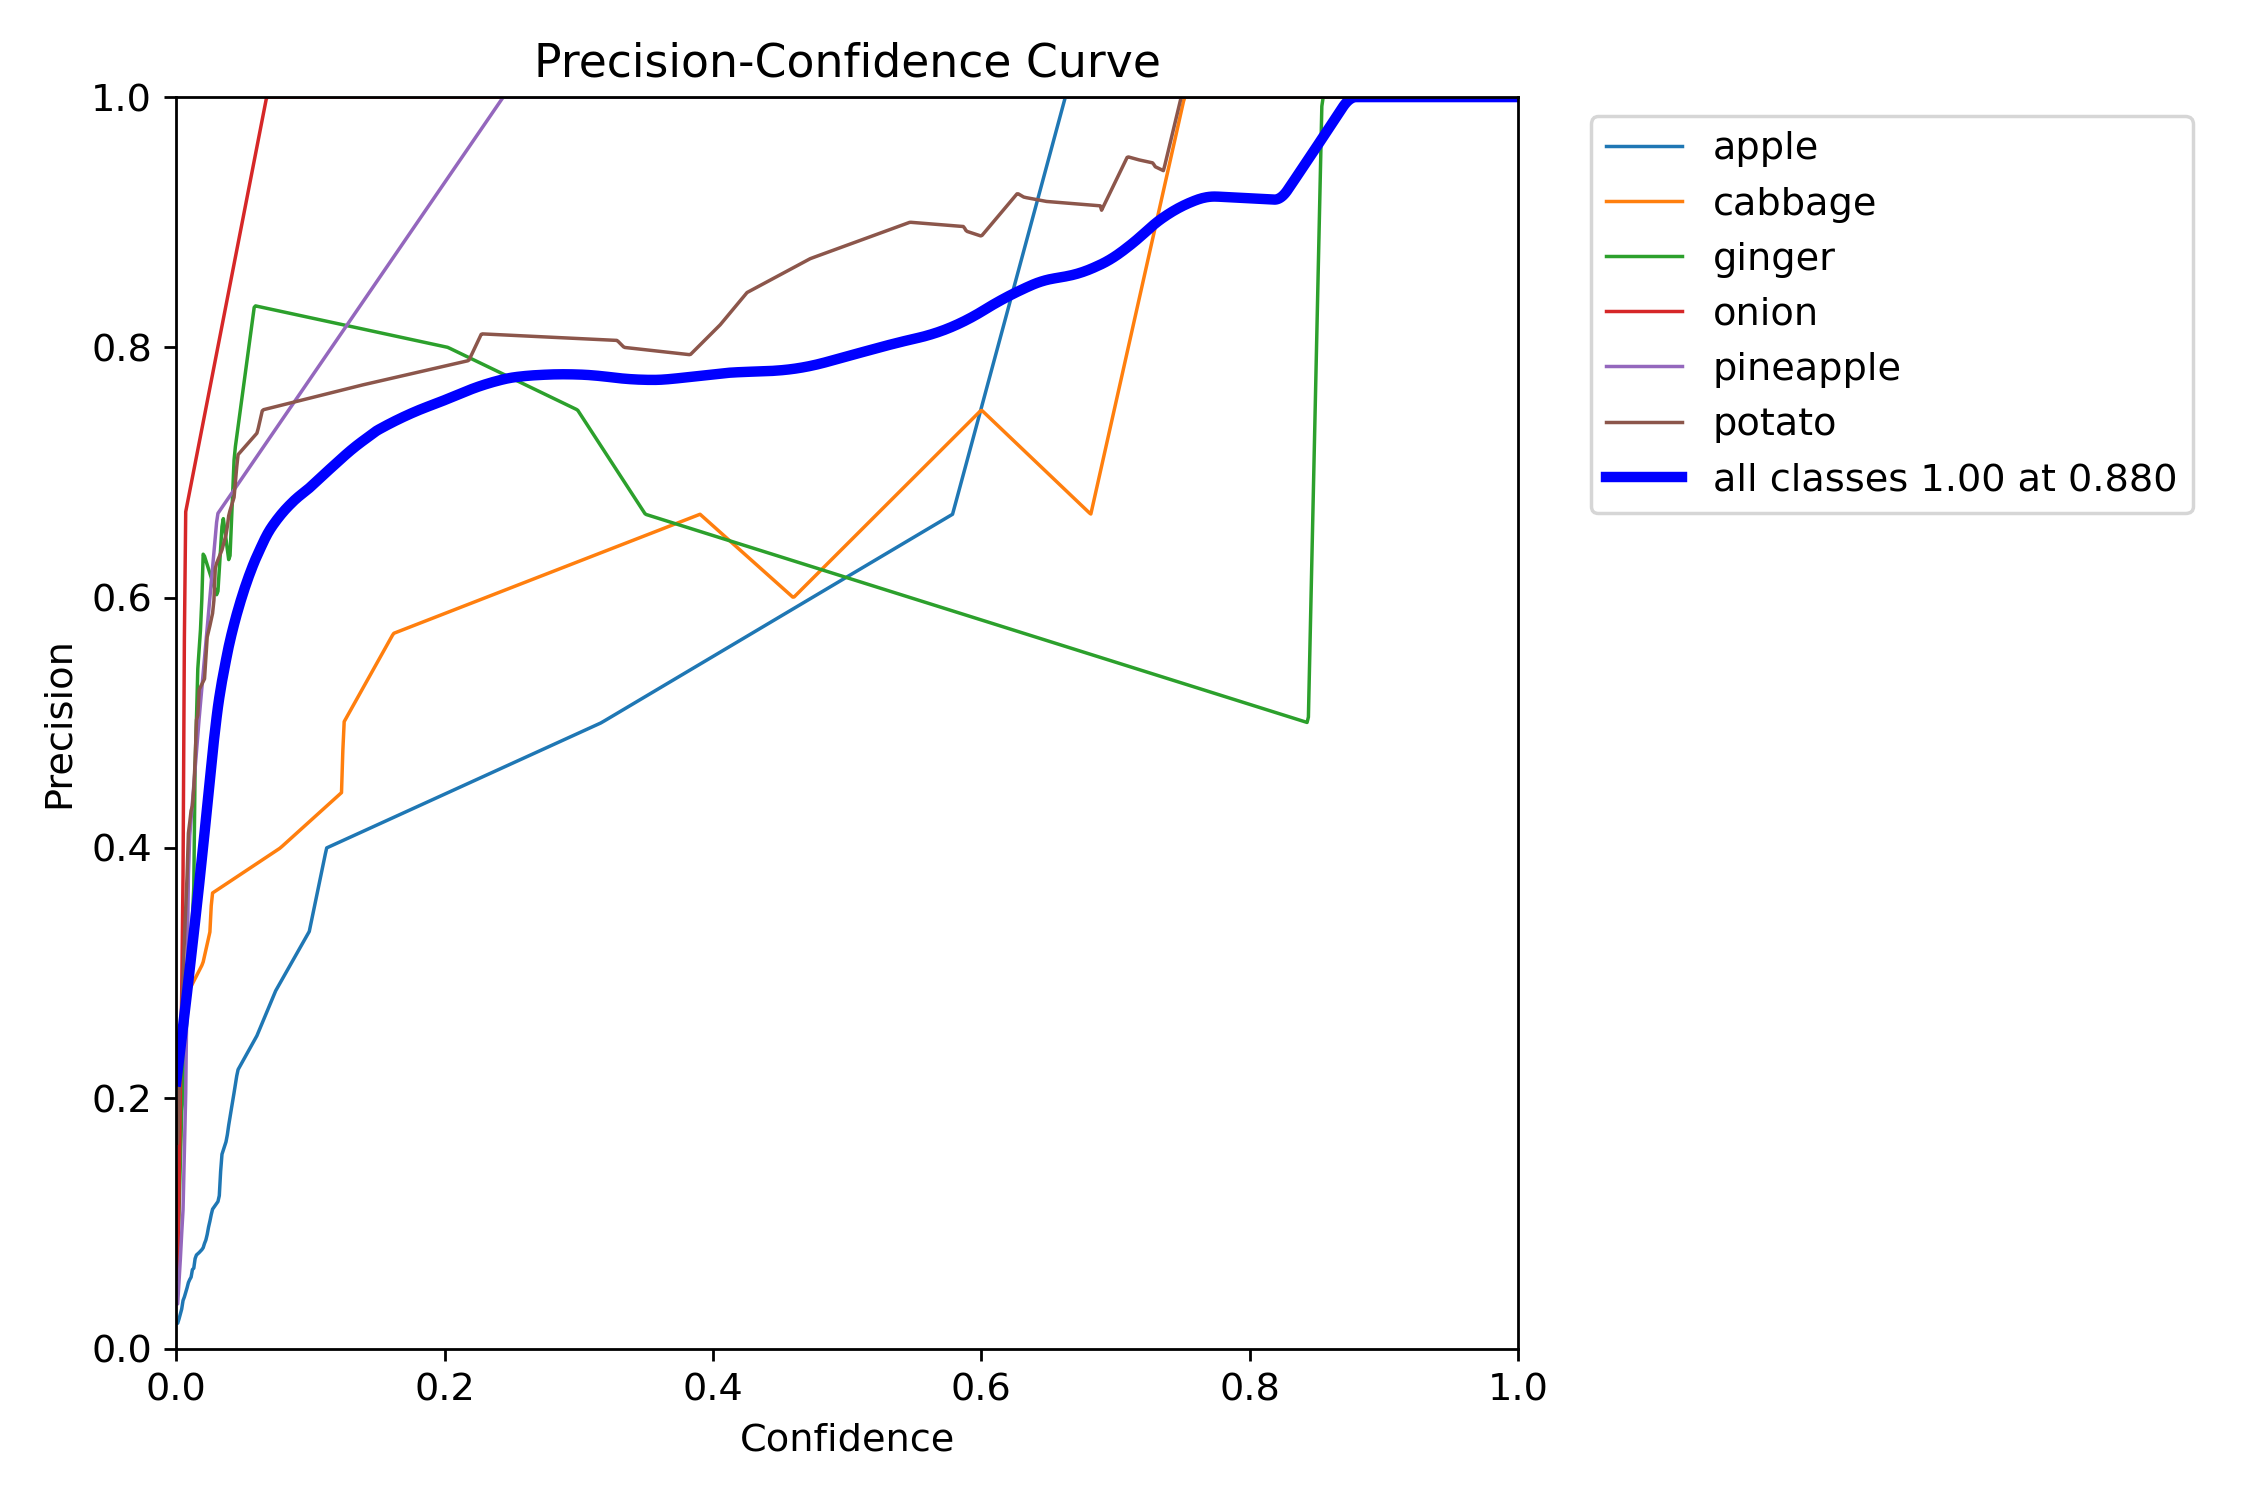 Precision-Confidence Curve
1.0
0.8
0.6
0.4
0.2
0.0
Precision
0.0 0.2 0.4 0.6 0.8 1.0
Confidence
apple
cabbage
ginger
onion
pineapple
potato
all classes 1.00 at 0.880